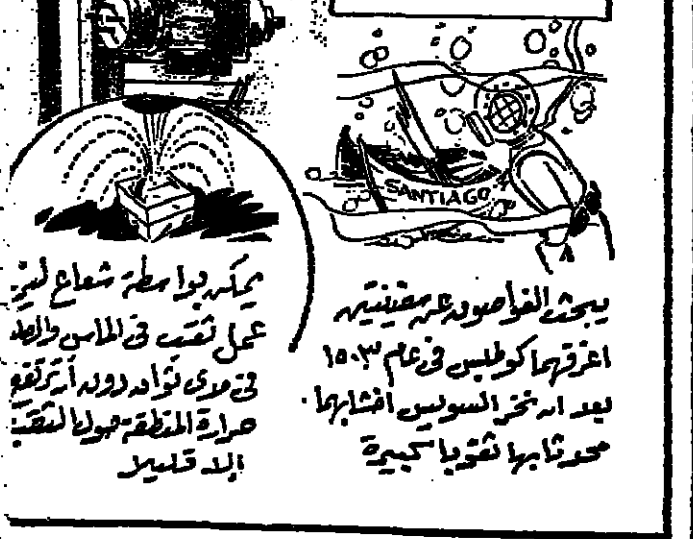 SANTIAGO
يبحث الغواصون عن سفينتين
اغرقهما كولمبس في عام ١٥٠٣
بعد ان نخر السوس اخشابهما.
محدثا بها ثقوبا كبيرة
يمكن بواسطة شعاع ليزر
عمل ثقب في الماس والصلب
في مدى ثوان دون أن ترتفع
حرارة المنطقة حول الثقب
إلا قليلا